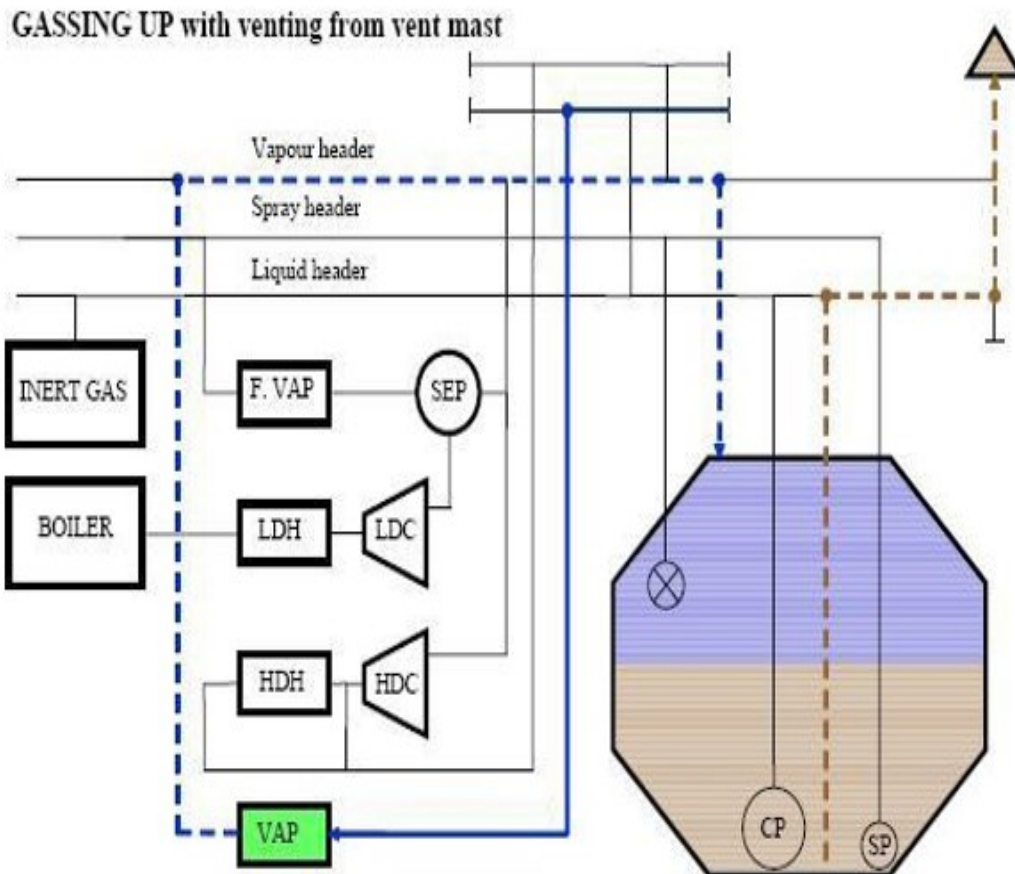 GASSING UP with venting from vent mast
Vapour header
Spray header
Liquid header
INERT GAS
F. VAP
SEP
BOILER
LDH
LDC
HDH
HDC
VAP
CP
SP